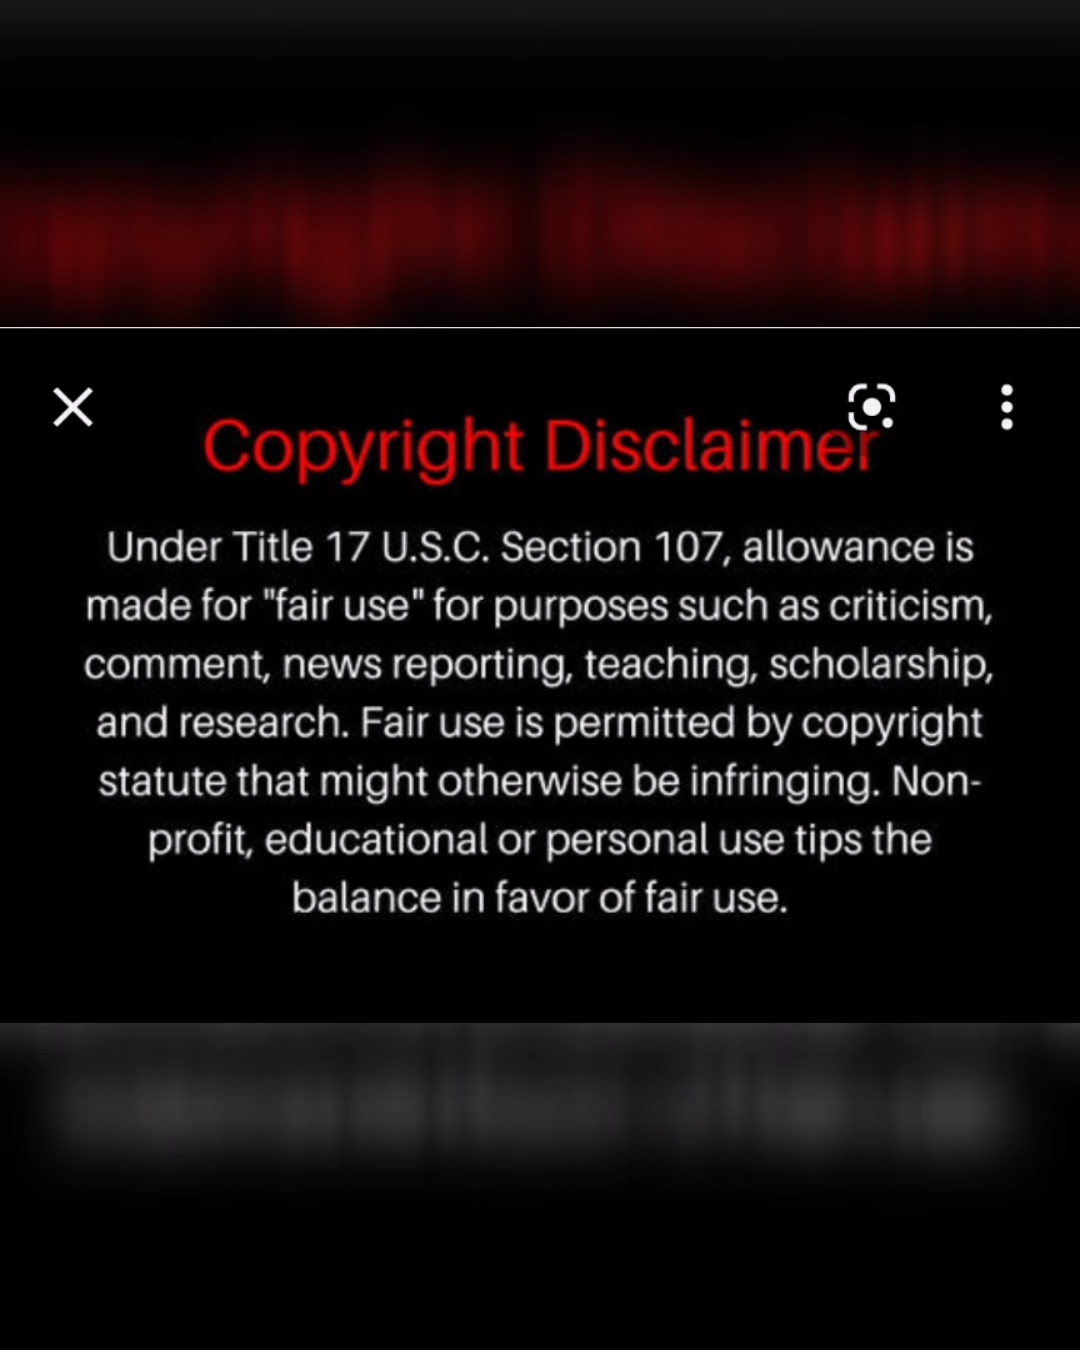 Copyright Disclaimer
Under Title 17 U.S.C. Section 107, allowance is
made for "fair use" for purposes such as criticism,
comment, news reporting, teaching, scholarship,
and research. Fair use is permitted by copyright
statute that might otherwise be infringing. Non-
profit, educational or personal use tips the
balance in favor of fair use.